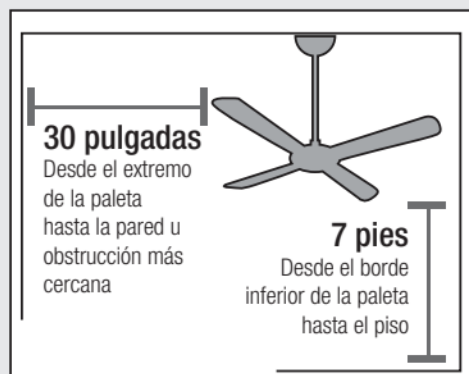 30 pulgadas
Desde el extremo
de la paleta
hasta la pared u
obstrucción más
cercana
7 pies
Desde el borde
inferior de la paleta
hasta el piso